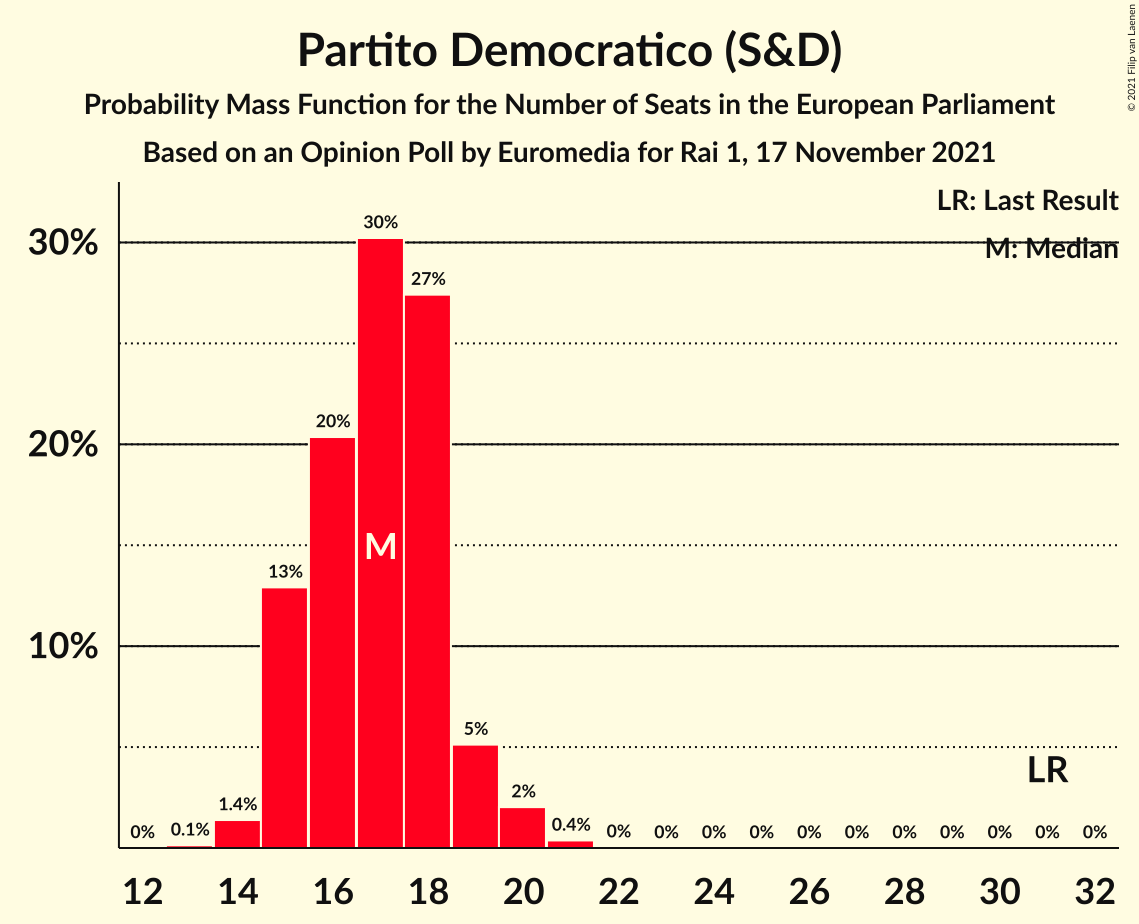 Partito Democratico (S&D)
Probability Mass Function for the Number of Seats in the European Parliament
Based on an Opinion Poll by Euromedia for Rai 1, 17 November 2021
© 2021 Filip van Laenen
LR: Last Result
M: Median
30%
20%
10%
0%
0.1%
1.4%
13%
20%
30%
27%
5%
2%
0.4%
0%
0%
0%
0%
0%
0%
0%
0%
0%
0%
0%
M
LR
12 14 16 18 20 22 24 26 28 30 32